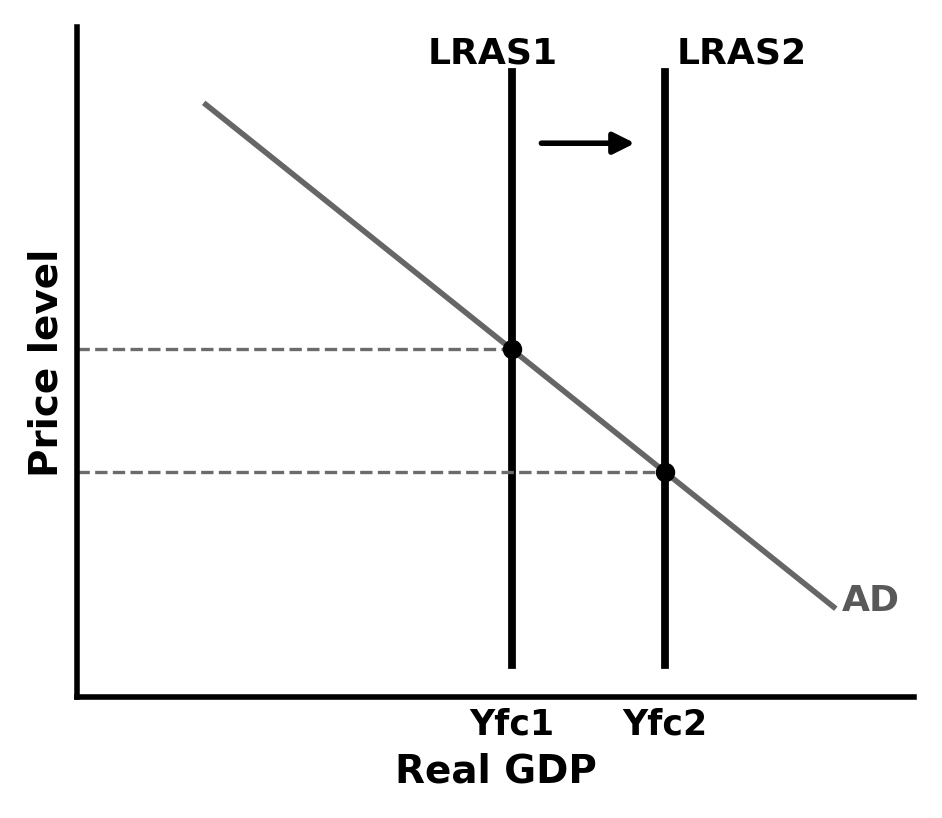 LRAS1
LRAS2
Price level
AD
Yfc1
Yfc2
Real GDP